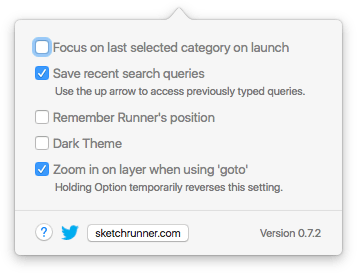 Focus on last selected category on launch
Save recent search queries
Use the up arrow to access previously typed queries.
Remember Runner's position
Dark Theme
Zoom in on layer when using 'goto'
Holding Option temporarily reverses this setting.
? sketchrunner.com Version 0.7.2